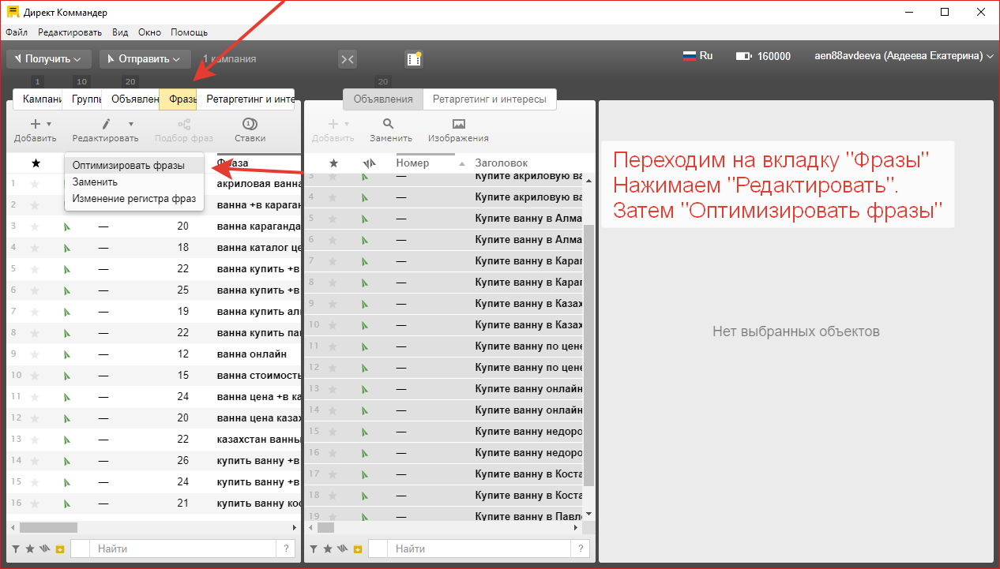 Директ Коммандер
Файл Редактировать Вид Окно Помощь
Получить Отправить 1 кампания Ru 160000 aen88avdeeva (Авдеева Екатерина)
1 10 20 20
Кампани Группы Объявлен Фразы Ретаргетинг и инте Объявления Ретаргетинг и интересы
Добавить Редактировать Подбор фраз Ставки Добавить Заменить Изображения
Фраза Номер Заголовок
Оптимизировать фразы
Заменить
Изменение регистра фраз
1 акриловая ванна
2 ванна +в караган
3 — 20 ванна караганда
4 — 18 ванна каталог це
5 — 22 ванна купить +в
6 — 25 ванна купить +в
7 — 19 ванна купить алм
8 — 22 ванна купить пав
9 — 12 ванна онлайн
10 — 15 ванна стоимость
11 — 24 ванна цена +в ка
12 — 20 ванна цена казах
13 — 22 казахстан ванны
14 — 26 купить ванну +в
15 — 24 купить ванну +в
16 — 21 купить ванну кос
Найти ?
3 — Купите акриловую ва
4 — Купите акриловую ва
5 — Купите ванну в Алма
6 — Купите ванну в Алма
7 — Купите ванну в Караг
8 — Купите ванну в Караг
9 — Купите ванну в Казах
10 — Купите ванну в Казах
11 — Купите ванну по цене
12 — Купите ванну по цене
13 — Купите ванну онлайн
14 — Купите ванну онлайн
15 — Купите ванну недоро
16 — Купите ванну недоро
17 — Купите ванну в Коста
18 — Купите ванну в Коста
19 — Купите ванну в Павло
Найти ?
Переходим на вкладку "Фразы"
Нажимаем "Редактировать".
Затем "Оптимизировать фразы"
Нет выбранных объектов